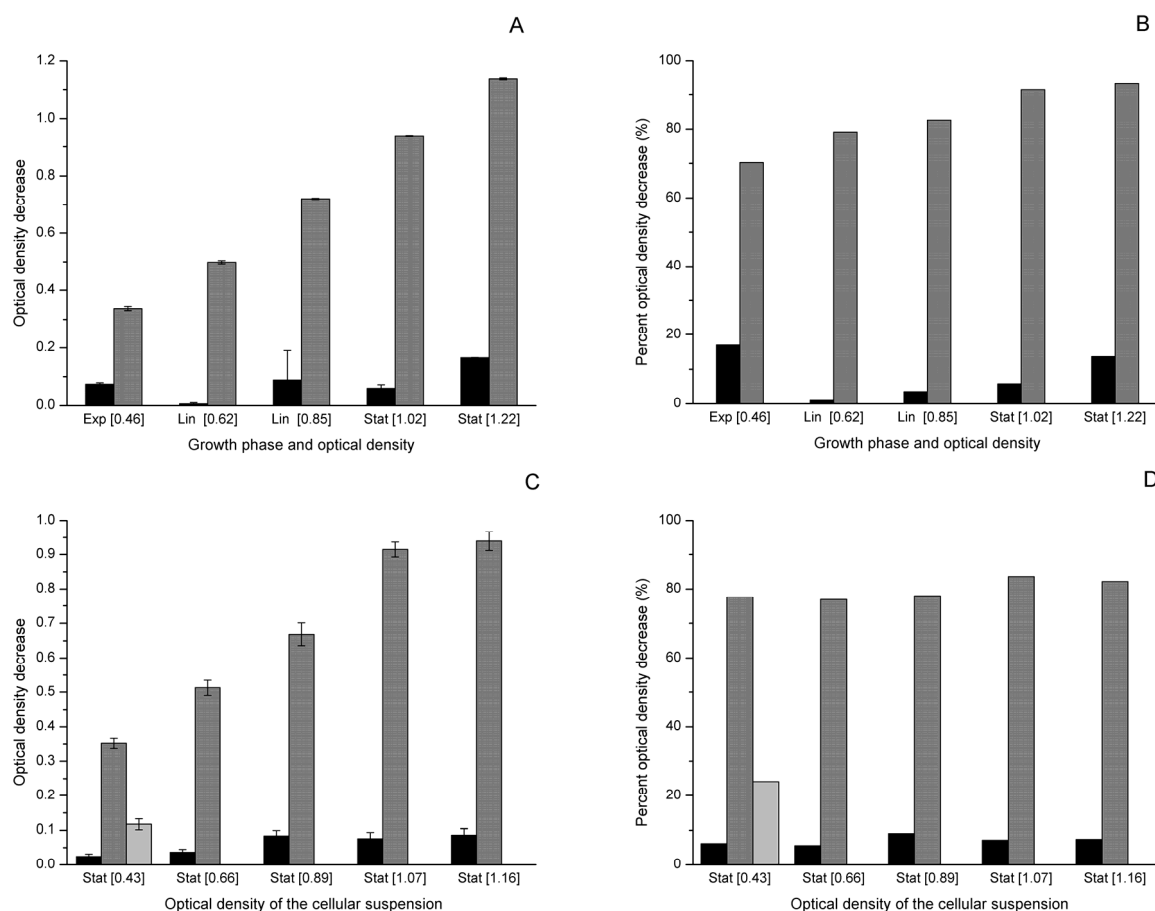 A
Optical density decrease
1.2
1.0
0.8
0.6
0.4
0.2
0.0
Exp [0.46] Lin [0.62] Lin [0.85] Stat [1.02] Stat [1.22]
Growth phase and optical density
B
Percent optical density decrease (%)
100
80
60
40
20
0
Exp [0.46] Lin [0.62] Lin [0.85] Stat [1.02] Stat [1.22]
Growth phase and optical density
C
Optical density decrease
1.0
0.9
0.8
0.7
0.6
0.5
0.4
0.3
0.2
0.1
0.0
Stat [0.43] Stat [0.66] Stat [0.89] Stat [1.07] Stat [1.16]
Optical density of the cellular suspension
D
Percent optical density decrease (%)
100
80
60
40
20
0
Stat [0.43] Stat [0.66] Stat [0.89] Stat [1.07] Stat [1.16]
Optical density of the cellular suspension